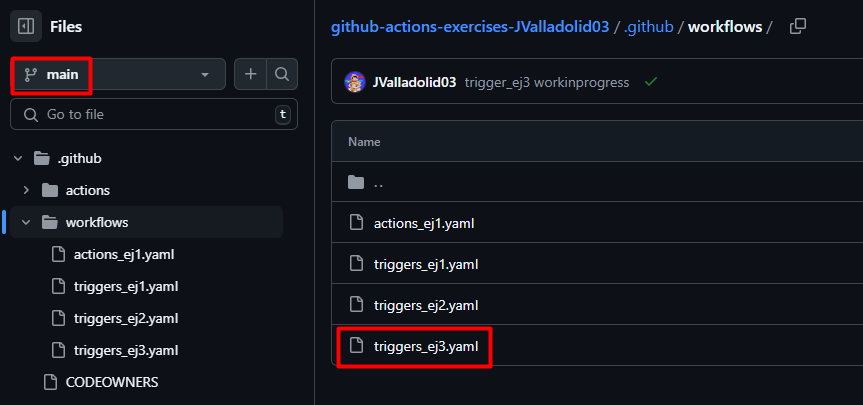 Files
main
Go to file
t
.github
actions
workflows
actions_ej1.yaml
triggers_ej1.yaml
triggers_ej2.yaml
triggers_ej3.yaml
CODEOWNERS
github-actions-exercises-JValladolid03 / .github / workflows /
JValladolid03 trigger_ej3 workinprogress
Name
..
actions_ej1.yaml
triggers_ej1.yaml
triggers_ej2.yaml
triggers_ej3.yaml